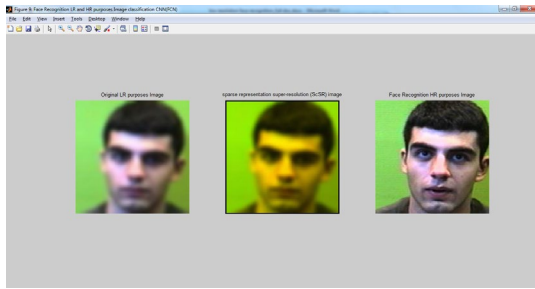 Figure 9: Face Recognition LR and HR purposes,Image classification CNN(FCN)
File Edit View Insert Tools Desktop Window Help
Original LR purposes Image
sparse representation super-resolution (ScSR) image
Face Recognition HR purposes Image